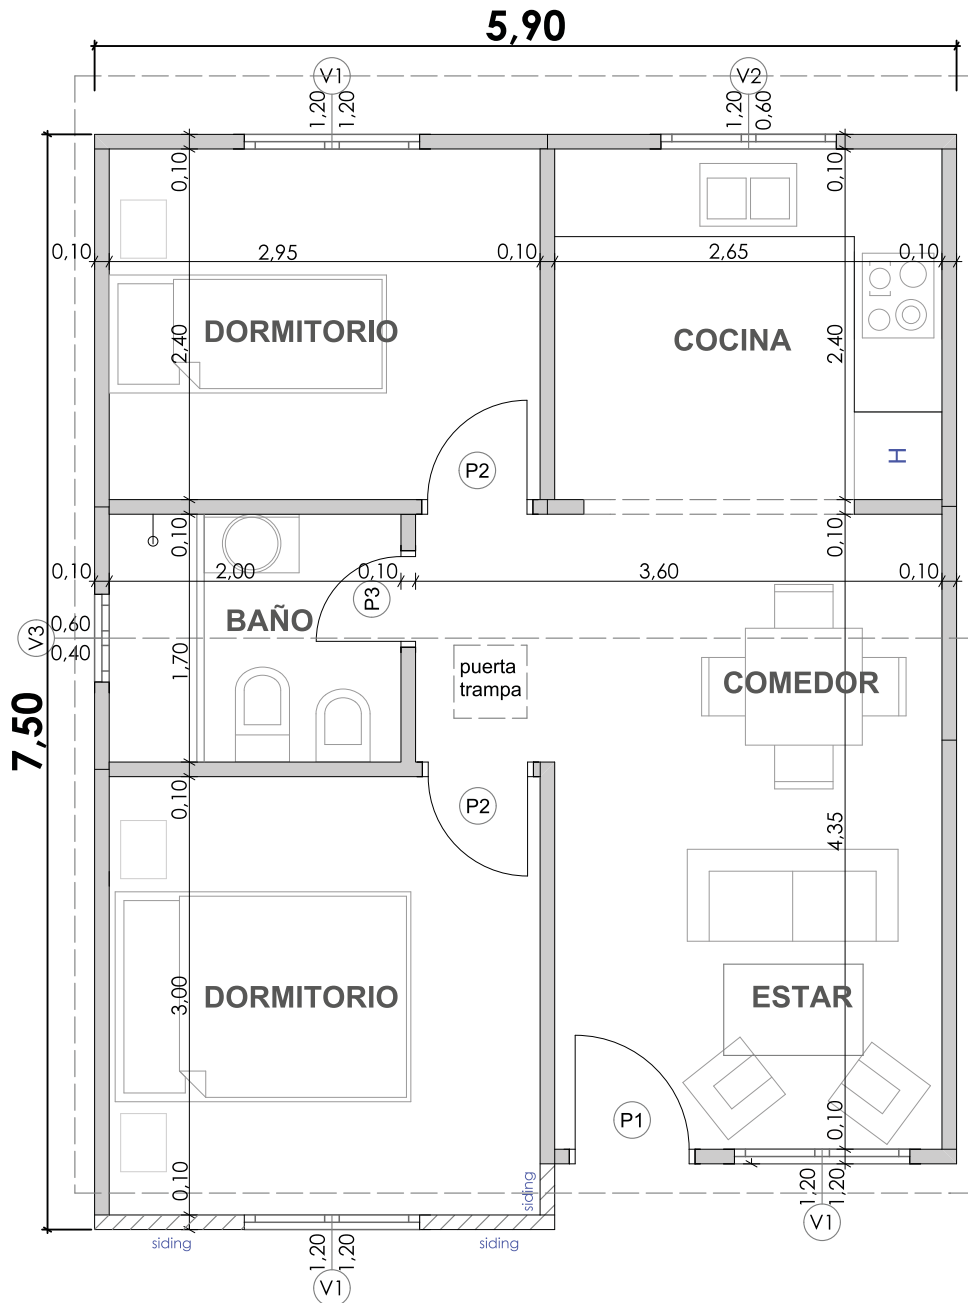 5,90
V1
V2
1,20
1,20
1,20
0,60
0,10
0,10
0,10
2,95
0,10
2,65
0,10
DORMITORIO
COCINA
2,40
2,40
P2
H
0,10
0,10
0,10
2,00
0,10
3,60
0,10
P3
BAÑO
V3
0,60
0,40
1,70
puerta
trampa
COMEDOR
7,50
0,10
P2
4,35
DORMITORIO
3,00
ESTAR
P1
0,10
0,10
siding
siding
siding
1,20
1,20
V1
1,20
1,20
V1